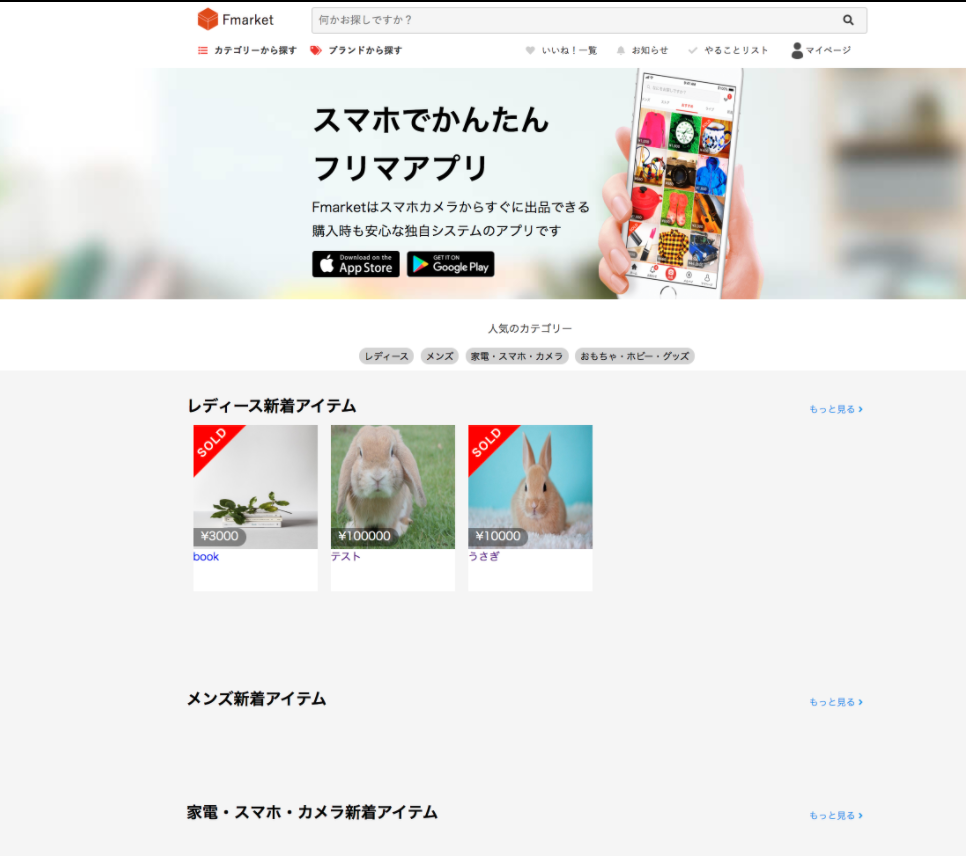 Fmarket
何かお探しですか？
カテゴリーから探す ブランドから探す いいね！一覧 お知らせ やることリスト マイページ
スマホでかんたん
フリマアプリ
Fmarketはスマホカメラからすぐに出品できる
購入時も安心な独自システムのアプリです
Download on the App Store
GET IT ON Google Play
人気のカテゴリー
レディース メンズ 家電・スマホ・カメラ おもちゃ・ホビー・グッズ
レディース新着アイテム もっと見る
SOLD SOLD
¥3000 ¥100000 ¥10000
book テスト うさぎ
メンズ新着アイテム もっと見る
家電・スマホ・カメラ新着アイテム もっと見る